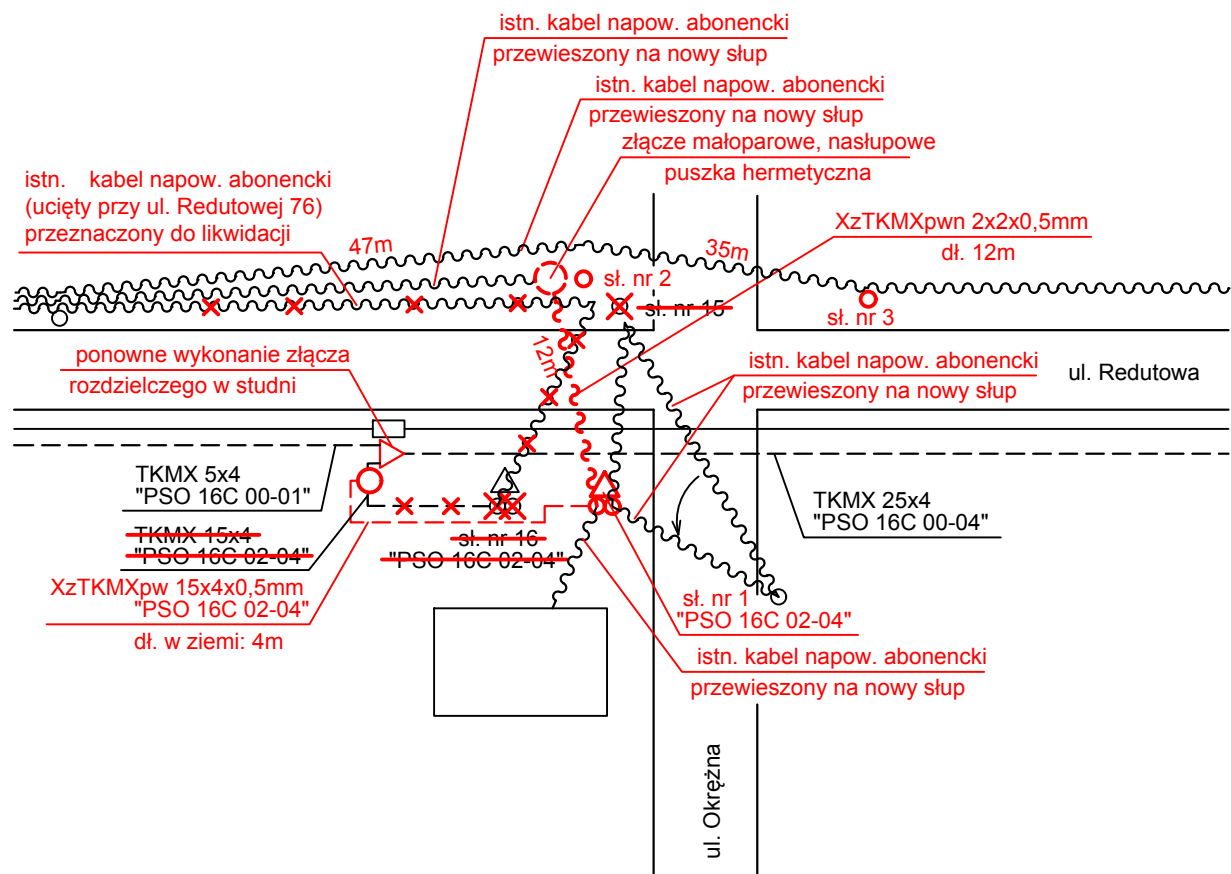 istn. kabel napow. abonencki
przewieszony na nowy słup
istn. kabel napow. abonencki
przewieszony na nowy słup
złącze małoparowe, nasłupowe
puszka hermetyczna
istn. kabel napow. abonencki
(ucięty przy ul. Redutowej 76)
przeznaczony do likwidacji
XzTKMXpwn 2x2x0,5mm
dł. 12m
47m
35m
sł. nr 2
sł. nr 15
sł. nr 3
12m
ponowne wykonanie złącza
rozdzielczego w studni
istn. kabel napow. abonencki
przewieszony na nowy słup
ul. Redutowa
TKMX 5x4
"PSO 16C 00-01"
TKMX 25x4
"PSO 16C 00-04"
TKMX 15x4
"PSO 16C 02-04"
sł. nr 16
"PSO 16C 02-04"
XzTKMXpw 15x4x0,5mm
"PSO 16C 02-04"
dł. w ziemi: 4m
sł. nr 1
"PSO 16C 02-04"
istn. kabel napow. abonencki
przewieszony na nowy słup
ul. Okrężna